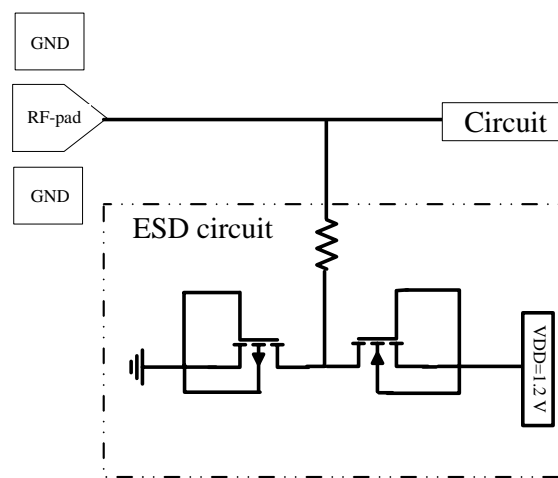 GND
RF-pad
Circuit
GND
ESD circuit
VDD=1.2 V